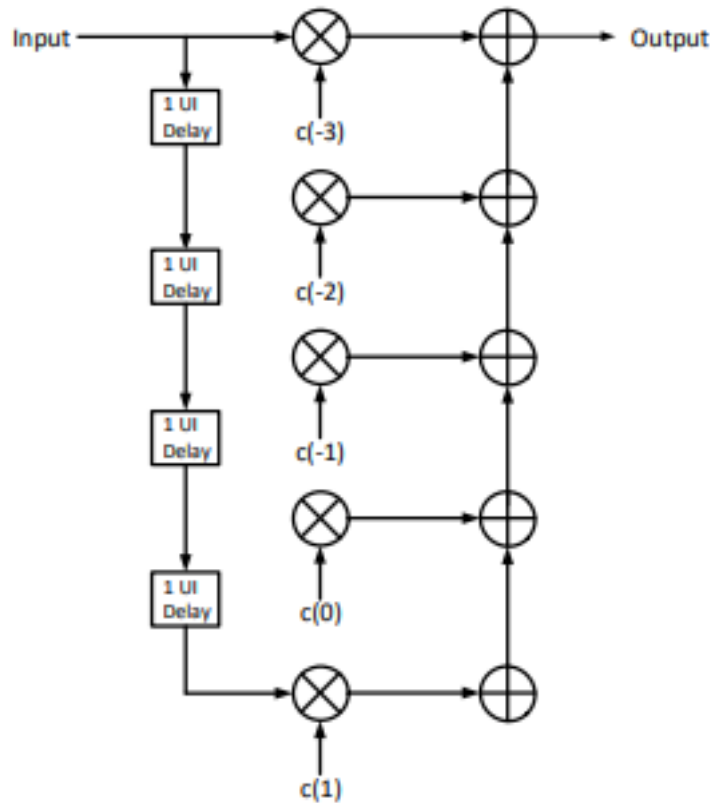 Input
Output
1 UI
Delay
c(-3)
c(-2)
1 UI
Delay
c(-1)
1 UI
Delay
c(0)
1 UI
Delay
c(1)